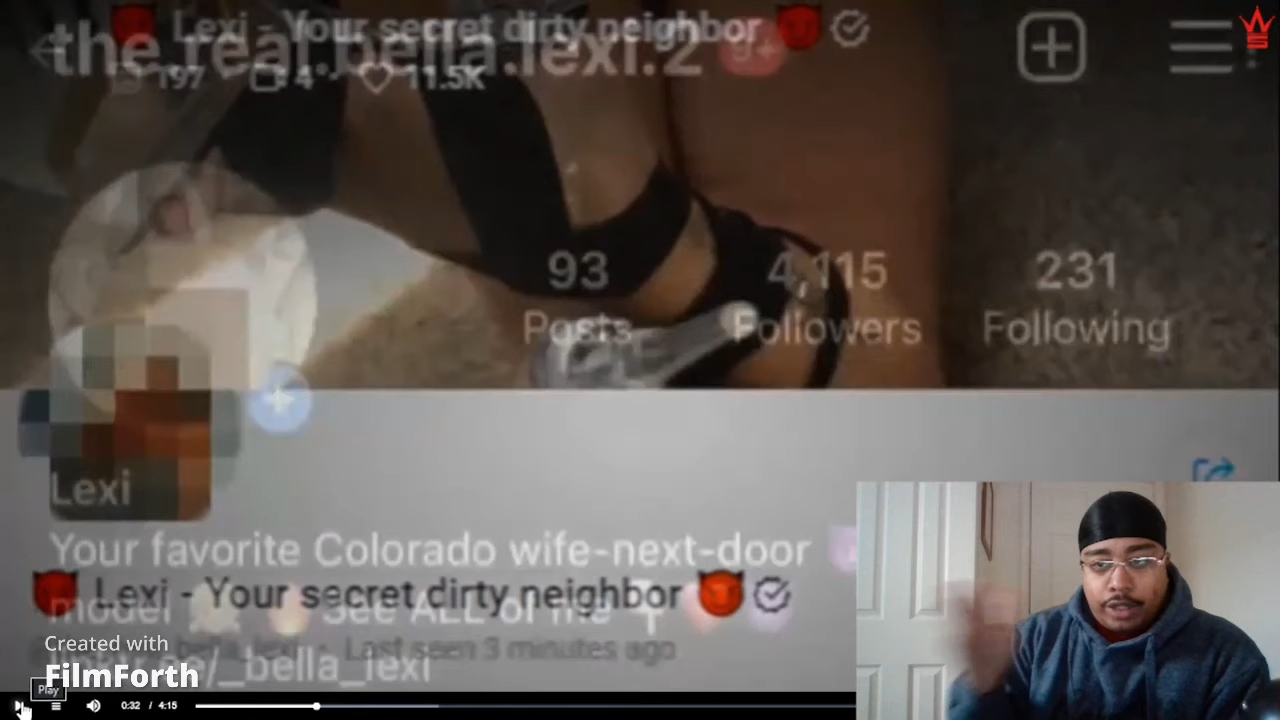 Lexi - Your secret dirty neighbor
the.real.bella.lexi.2 9+
197 4 11.5K
93 4,115 231
Posts Followers Following
Lexi
Your favorite Colorado wife-next-door
Lexi - Your secret dirty neighbor
model See ALL of me
Created with
_bella_lexi · Last seen 3 minutes ago
/_bella_lexi
FilmForth
Play
0:32 / 4:15